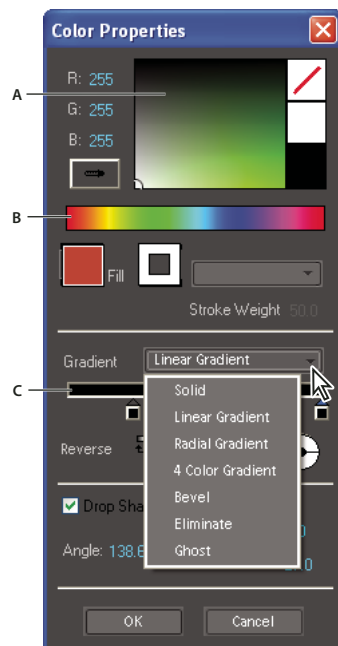 Color Properties
R: 255
A
G: 255
B: 255
B
Fill
Stroke Weight 50.0
Gradient Linear Gradient
C
Solid
Linear Gradient
Radial Gradient
4 Color Gradient
Bevel
Eliminate
Ghost
Reverse
Drop Sha
Angle: 138.6
OK Cancel